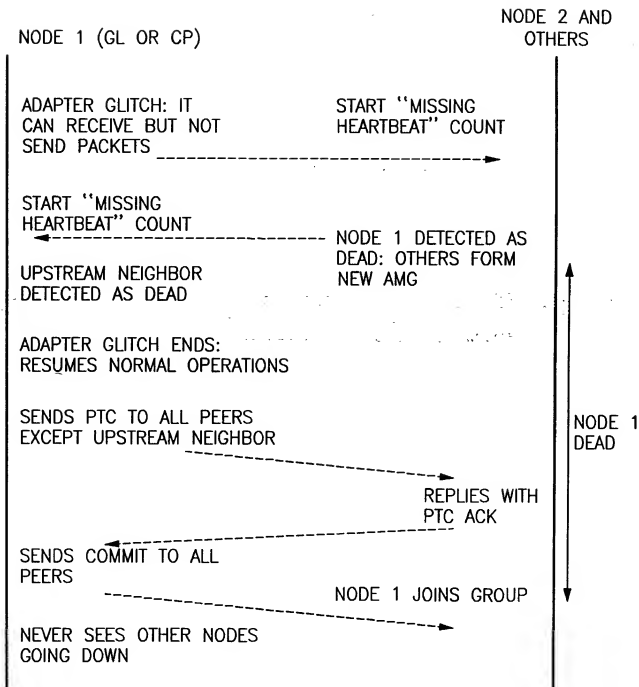 NODE 1 (GL OR CP)
NODE 2 AND
OTHERS
ADAPTER GLITCH: IT
CAN RECEIVE BUT NOT
SEND PACKETS
START ``MISSING
HEARTBEAT'' COUNT
START ``MISSING
HEARTBEAT'' COUNT
NODE 1 DETECTED AS
DEAD: OTHERS FORM
NEW AMG
UPSTREAM NEIGHBOR
DETECTED AS DEAD
ADAPTER GLITCH ENDS:
RESUMES NORMAL OPERATIONS
SENDS PTC TO ALL PEERS
EXCEPT UPSTREAM NEIGHBOR
NODE 1
DEAD
REPLIES WITH
PTC ACK
SENDS COMMIT TO ALL
PEERS
NODE 1 JOINS GROUP
NEVER SEES OTHER NODES
GOING DOWN